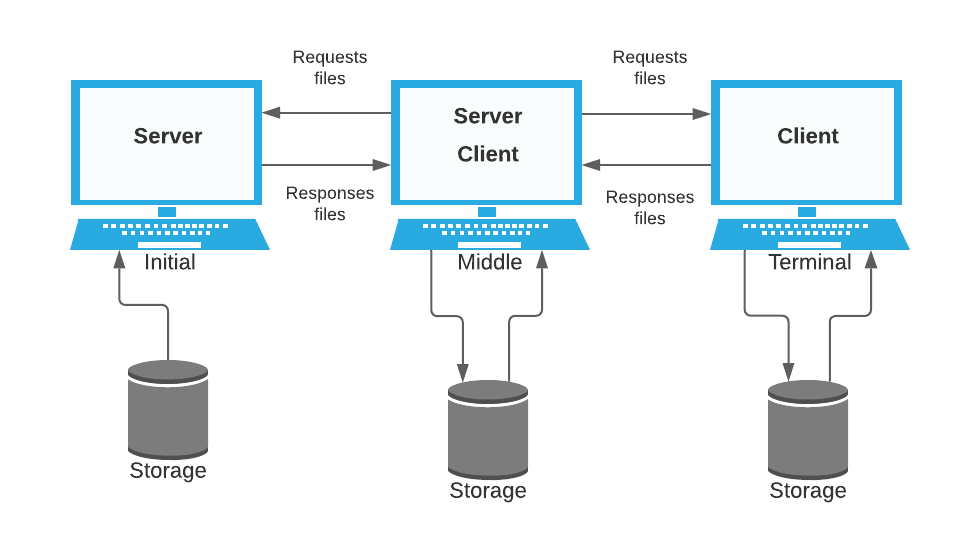 Requests
files
Requests
files
Server
Server
Client
Client
Responses
files
Responses
files
Initial
Middle
Terminal
Storage
Storage
Storage